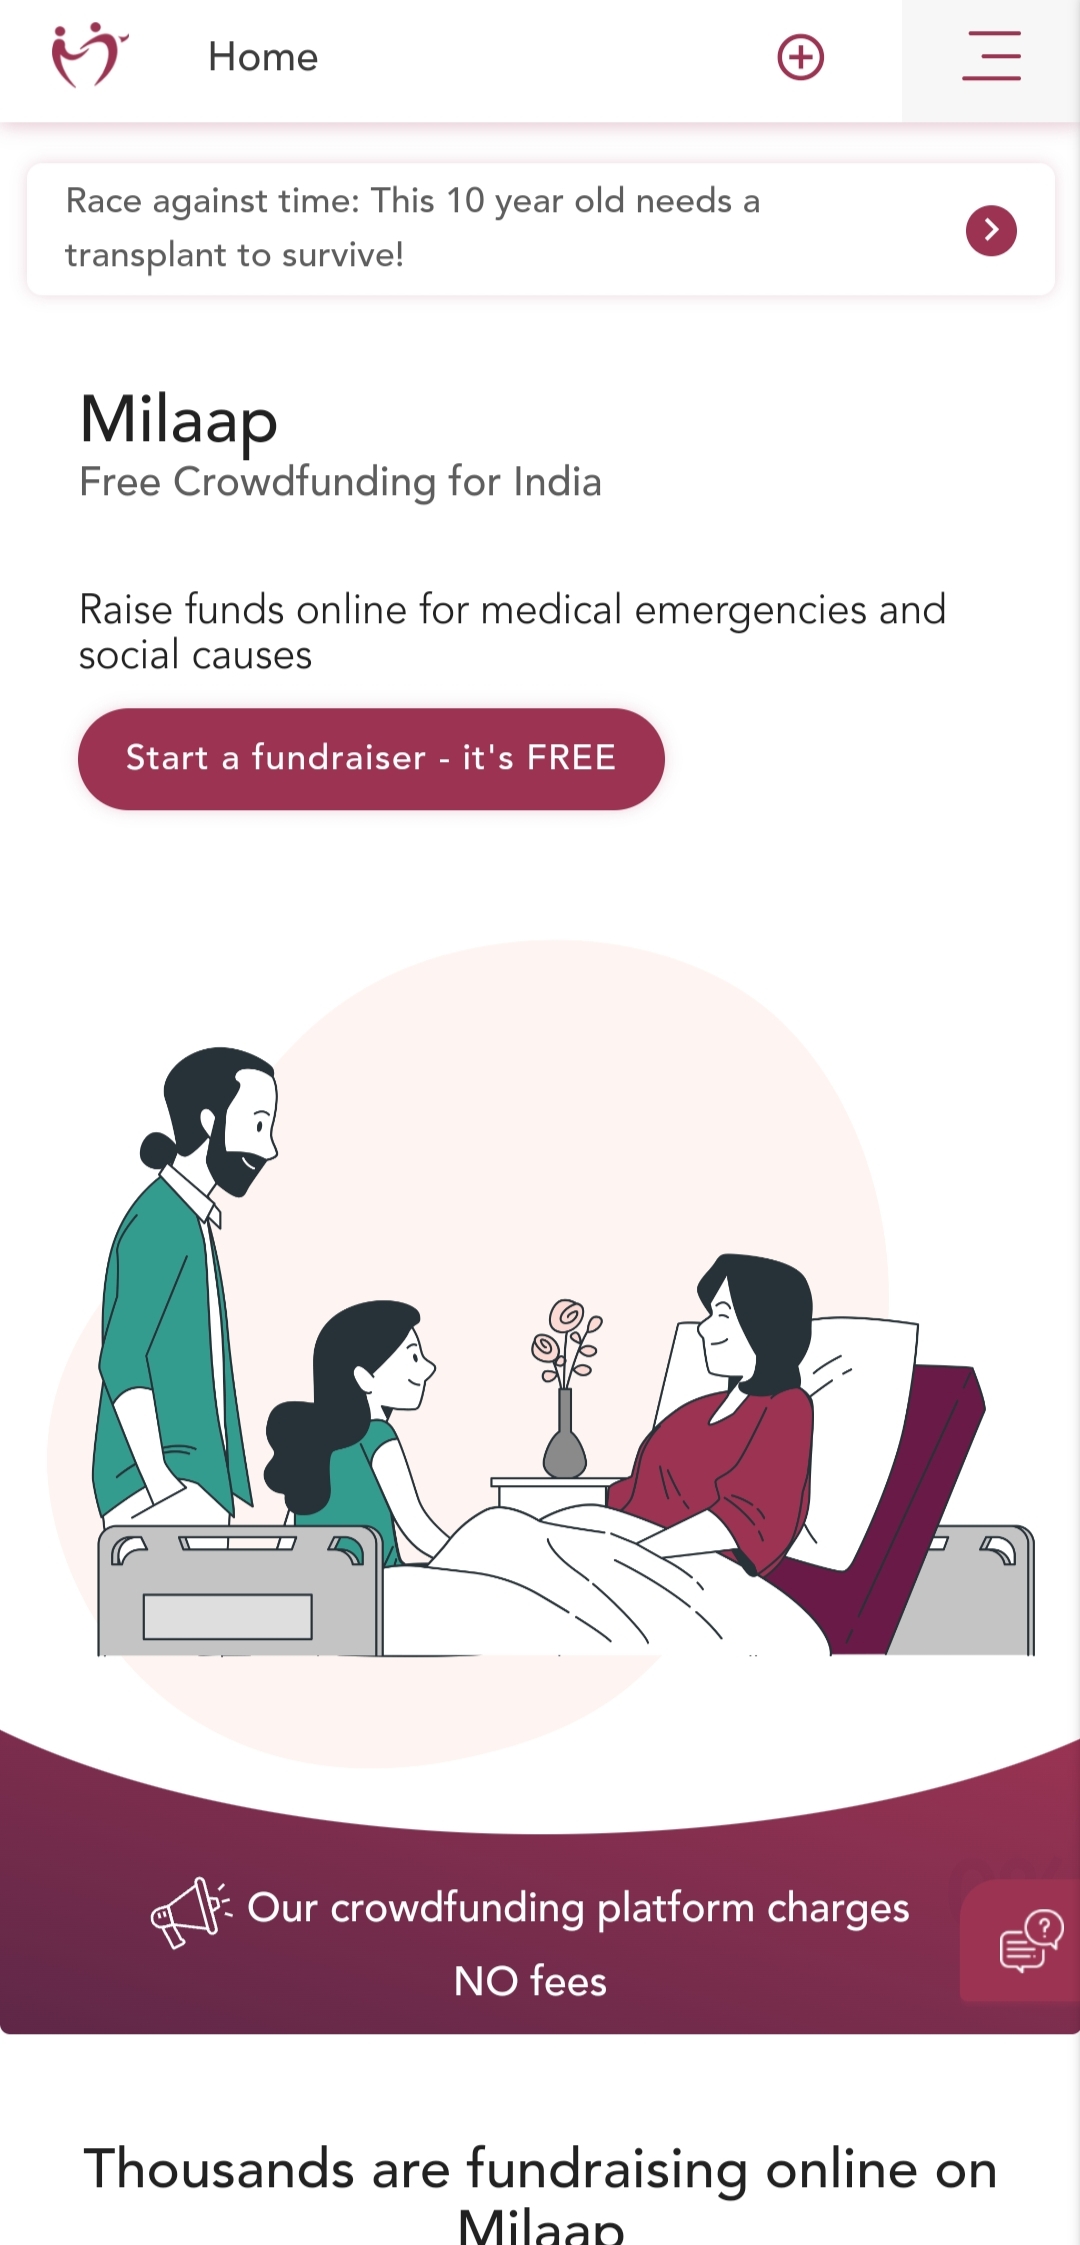 Home
Race against time: This 10 year old needs a
transplant to survive!
Milaap
Free Crowdfunding for India
Raise funds online for medical emergencies and
social causes
Start a fundraiser - it's FREE
Our crowdfunding platform charges
NO fees
?
Thousands are fundraising online on
Milaap